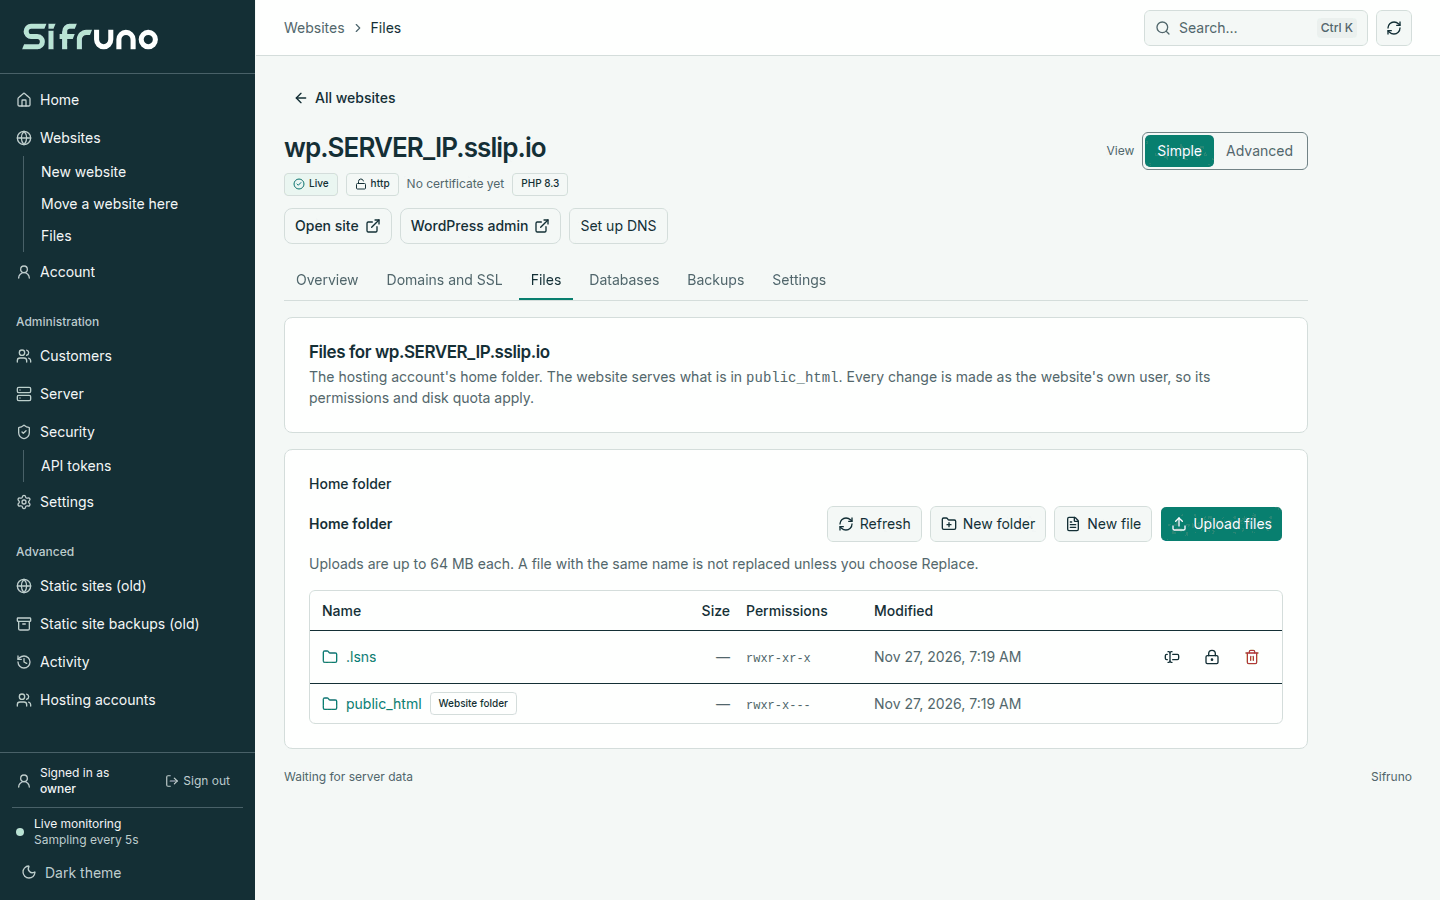 Sifruno
Home
Websites
New website
Move a website here
Files
Account
Administration
Customers
Server
Security
API tokens
Settings
Advanced
Static sites (old)
Static site backups (old)
Activity
Hosting accounts
Signed in as
owner
Sign out
Live monitoring
Sampling every 5s
Dark theme
Websites > Files
Search... Ctrl K
All websites
wp.SERVER_IP.sslip.io
View Simple Advanced
Live http No certificate yet PHP 8.3
Open site WordPress admin Set up DNS
Overview Domains and SSL Files Databases Backups Settings
Files for wp.SERVER_IP.sslip.io
The hosting account's home folder. The website serves what is in public_html. Every change is made as the website's own user, so its
permissions and disk quota apply.
Home folder
Home folder Refresh New folder New file Upload files
Uploads are up to 64 MB each. A file with the same name is not replaced unless you choose Replace.
Name Size Permissions Modified
.lsns — rwxr-xr-x Nov 27, 2026, 7:19 AM
public_html Website folder — rwxr-x--- Nov 27, 2026, 7:19 AM
Waiting for server data Sifruno